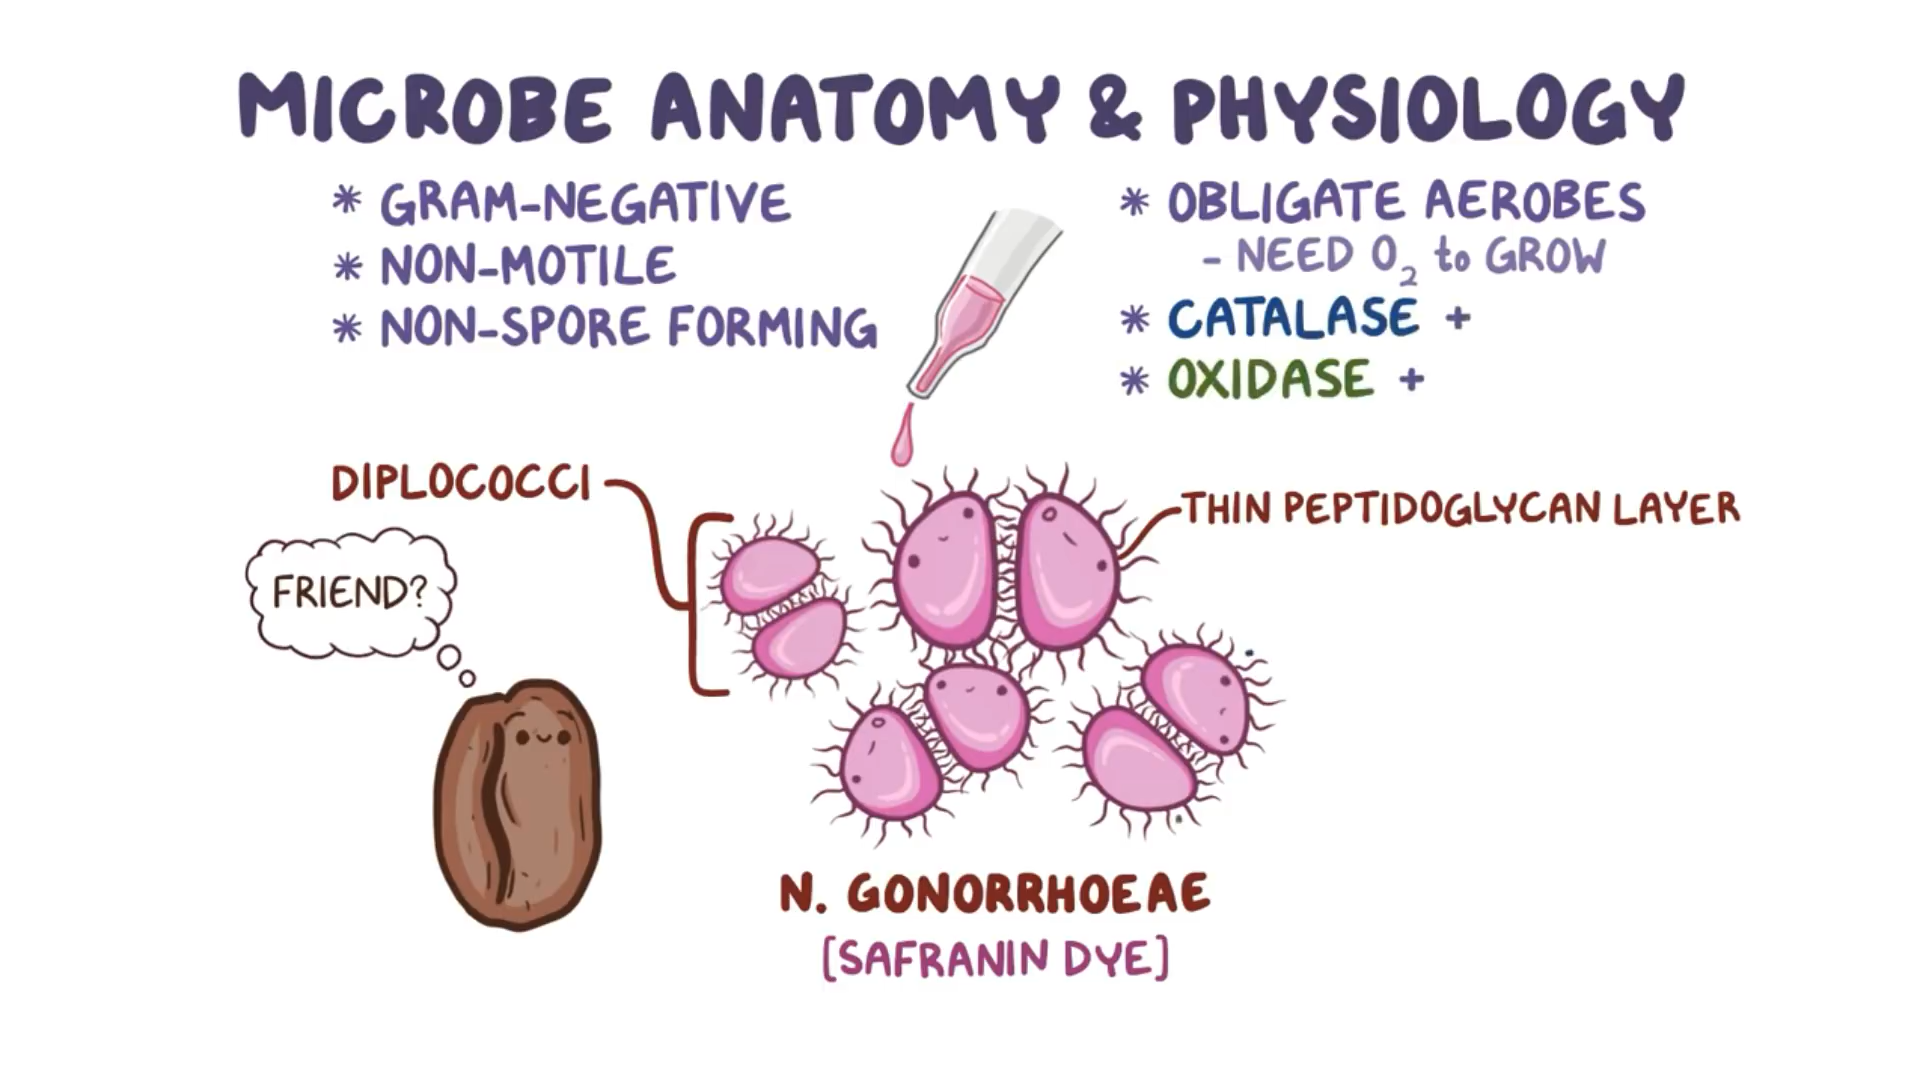 MICROBE ANATOMY & PHYSIOLOGY
* GRAM-NEGATIVE
* NON-MOTILE
* NON-SPORE FORMING
* OBLIGATE AEROBES
- NEED O₂ to GROW
* CATALASE +
* OXIDASE +
DIPLOCOCCI
THIN PEPTIDOGLYCAN LAYER
FRIEND?
N. GONORRHOEAE
[SAFRANIN DYE]